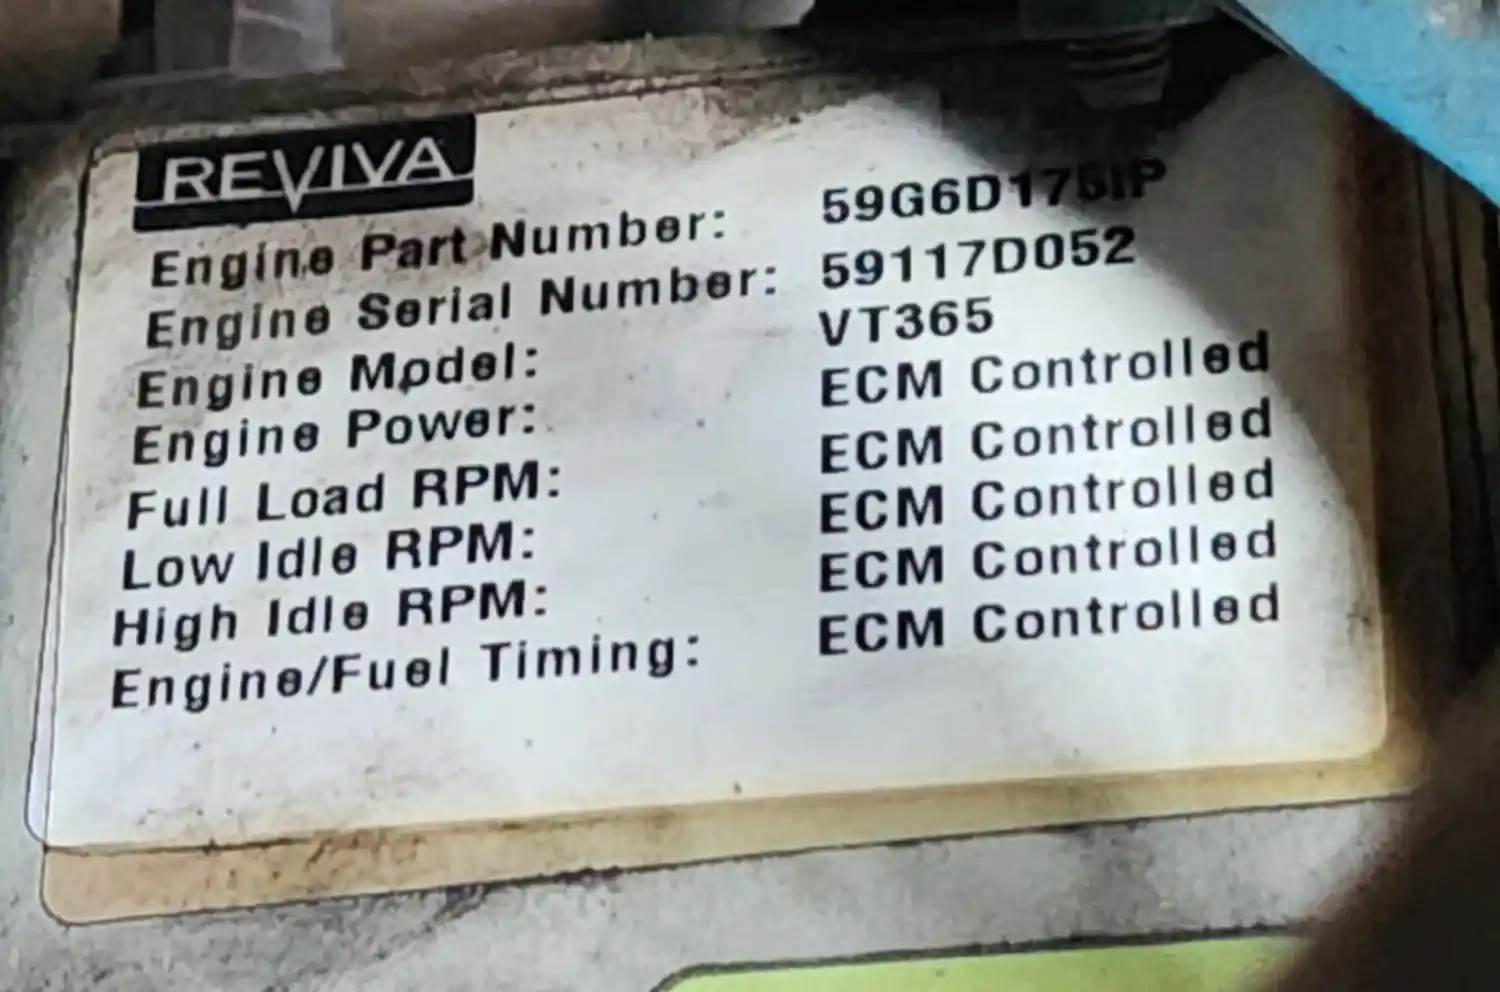 REVIVA
Engine Part Number: 59G6D175IP
Engine Serial Number: 59117D052
Engine Model: VT365
Engine Power: ECM Controlled
Full Load RPM: ECM Controlled
Low Idle RPM: ECM Controlled
High Idle RPM: ECM Controlled
Engine/Fuel Timing: ECM Controlled